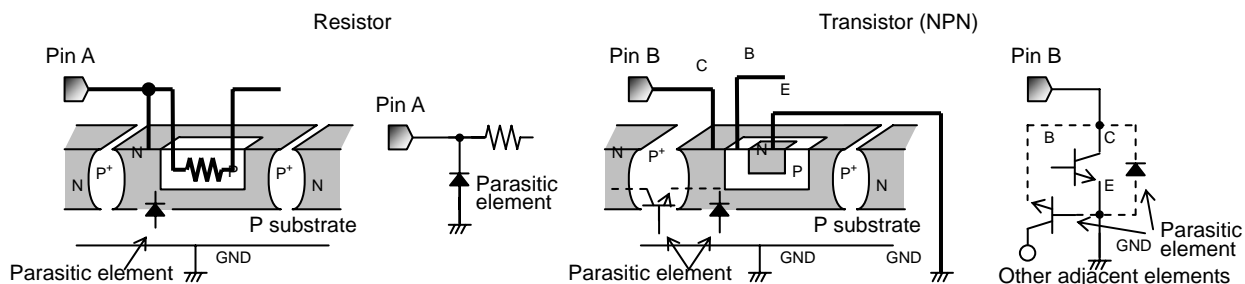 Resistor
Transistor (NPN)
Pin A
Pin B
C
B
E
Pin B
Pin A
N
P
N
P+
P+
N
Parasitic
element
P substrate
GND
Parasitic element
N
P+
N
P
P+
N
P substrate
GND
GND
Parasitic element
B
C
E
Parasitic
element
GND
Other adjacent elements